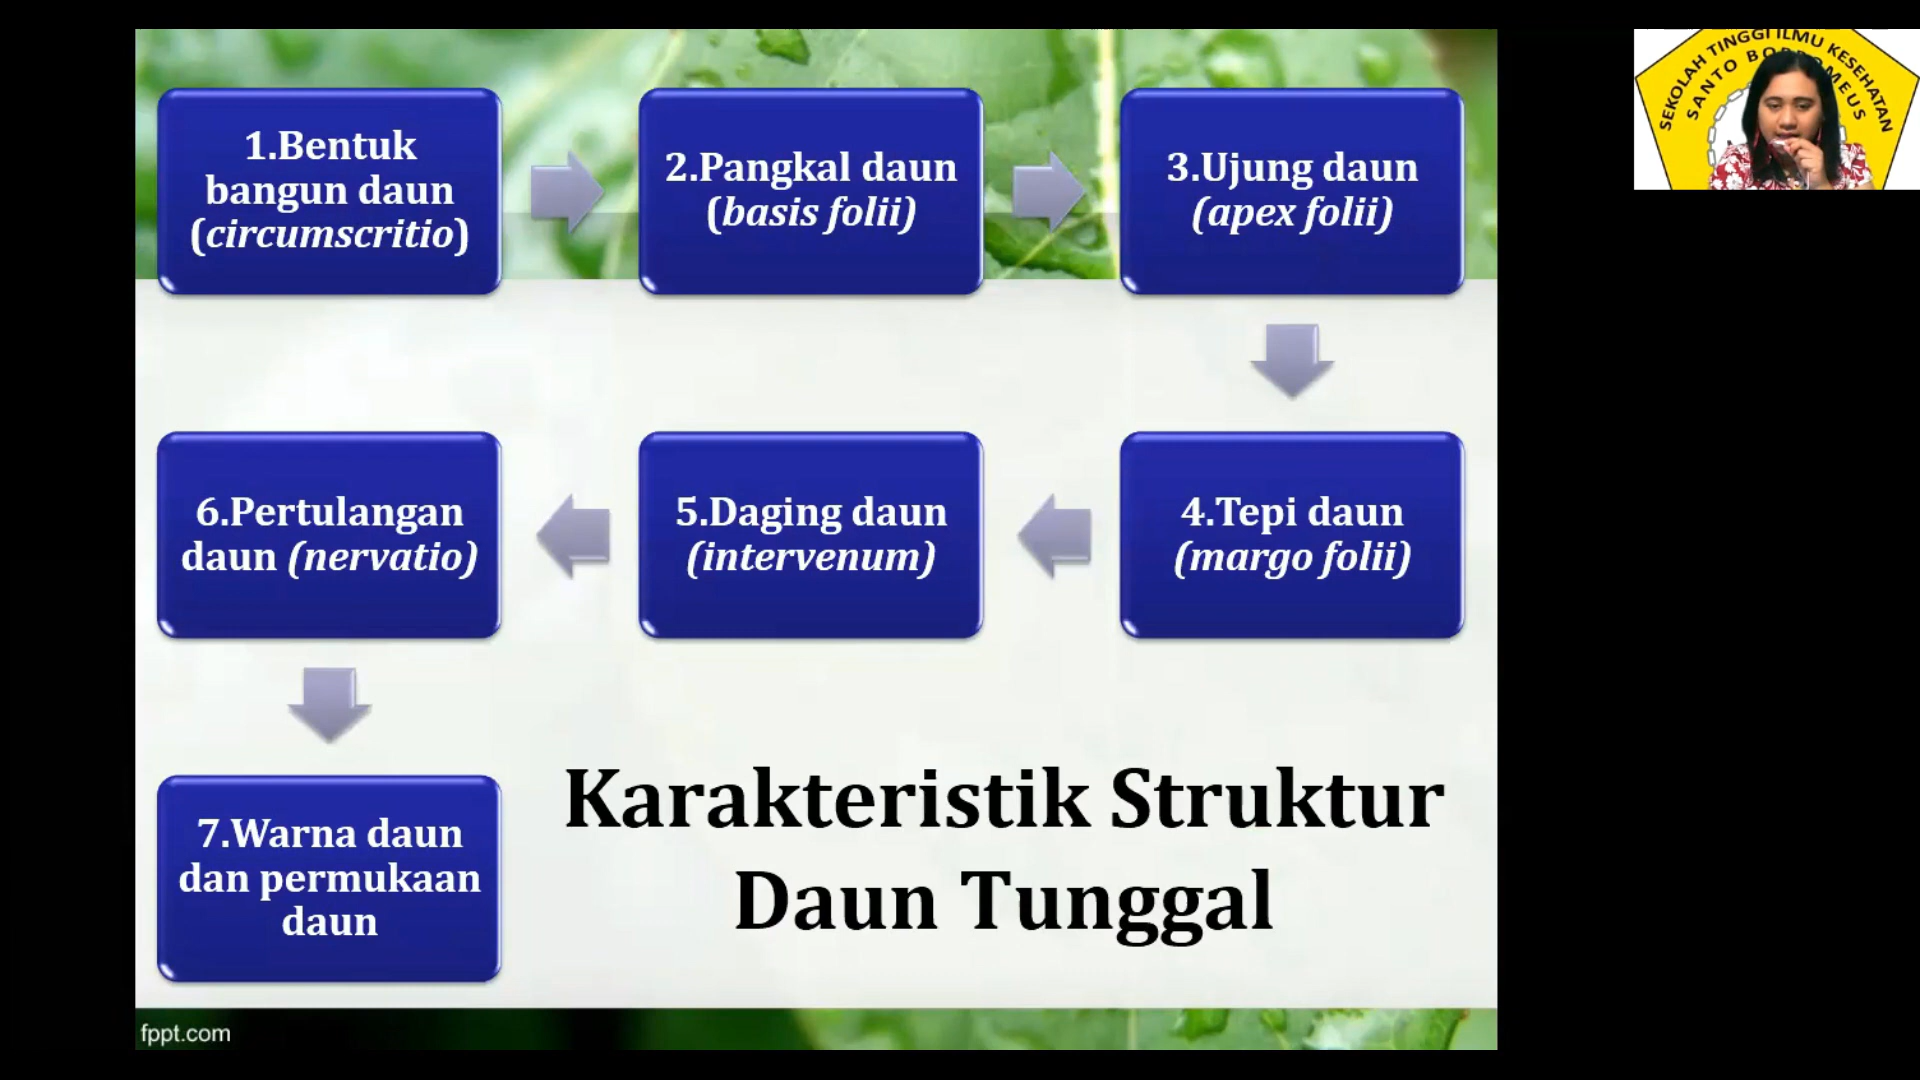 1.Bentuk
bangun daun
(circumscritio)
2.Pangkal daun
(basis folii)
3.Ujung daun
(apex folii)
4.Tepi daun
(margo folii)
5.Daging daun
(intervenum)
6.Pertulangan
daun (nervatio)
7.Warna daun
dan permukaan
daun
Karakteristik Struktur
Daun Tunggal
fppt.com
SEKOLAH TINGGI ILMU KESEHATAN
SANTO